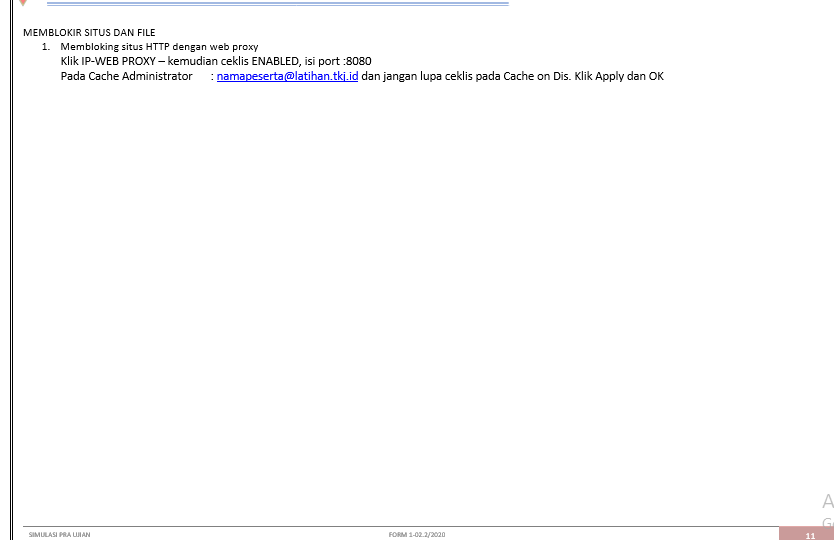 MEMBLOKIR SITUS DAN FILE
1. Membloking situs HTTP dengan web proxy
Klik IP-WEB PROXY – kemudian ceklis ENABLED, isi port :8080
Pada Cache Administrator : namapeserta@latihan.tkj.id dan jangan lupa ceklis pada Cache on Dis. Klik Apply dan OK
SIMULASI PRA UJIAN FORM 1-02.2/2020 11